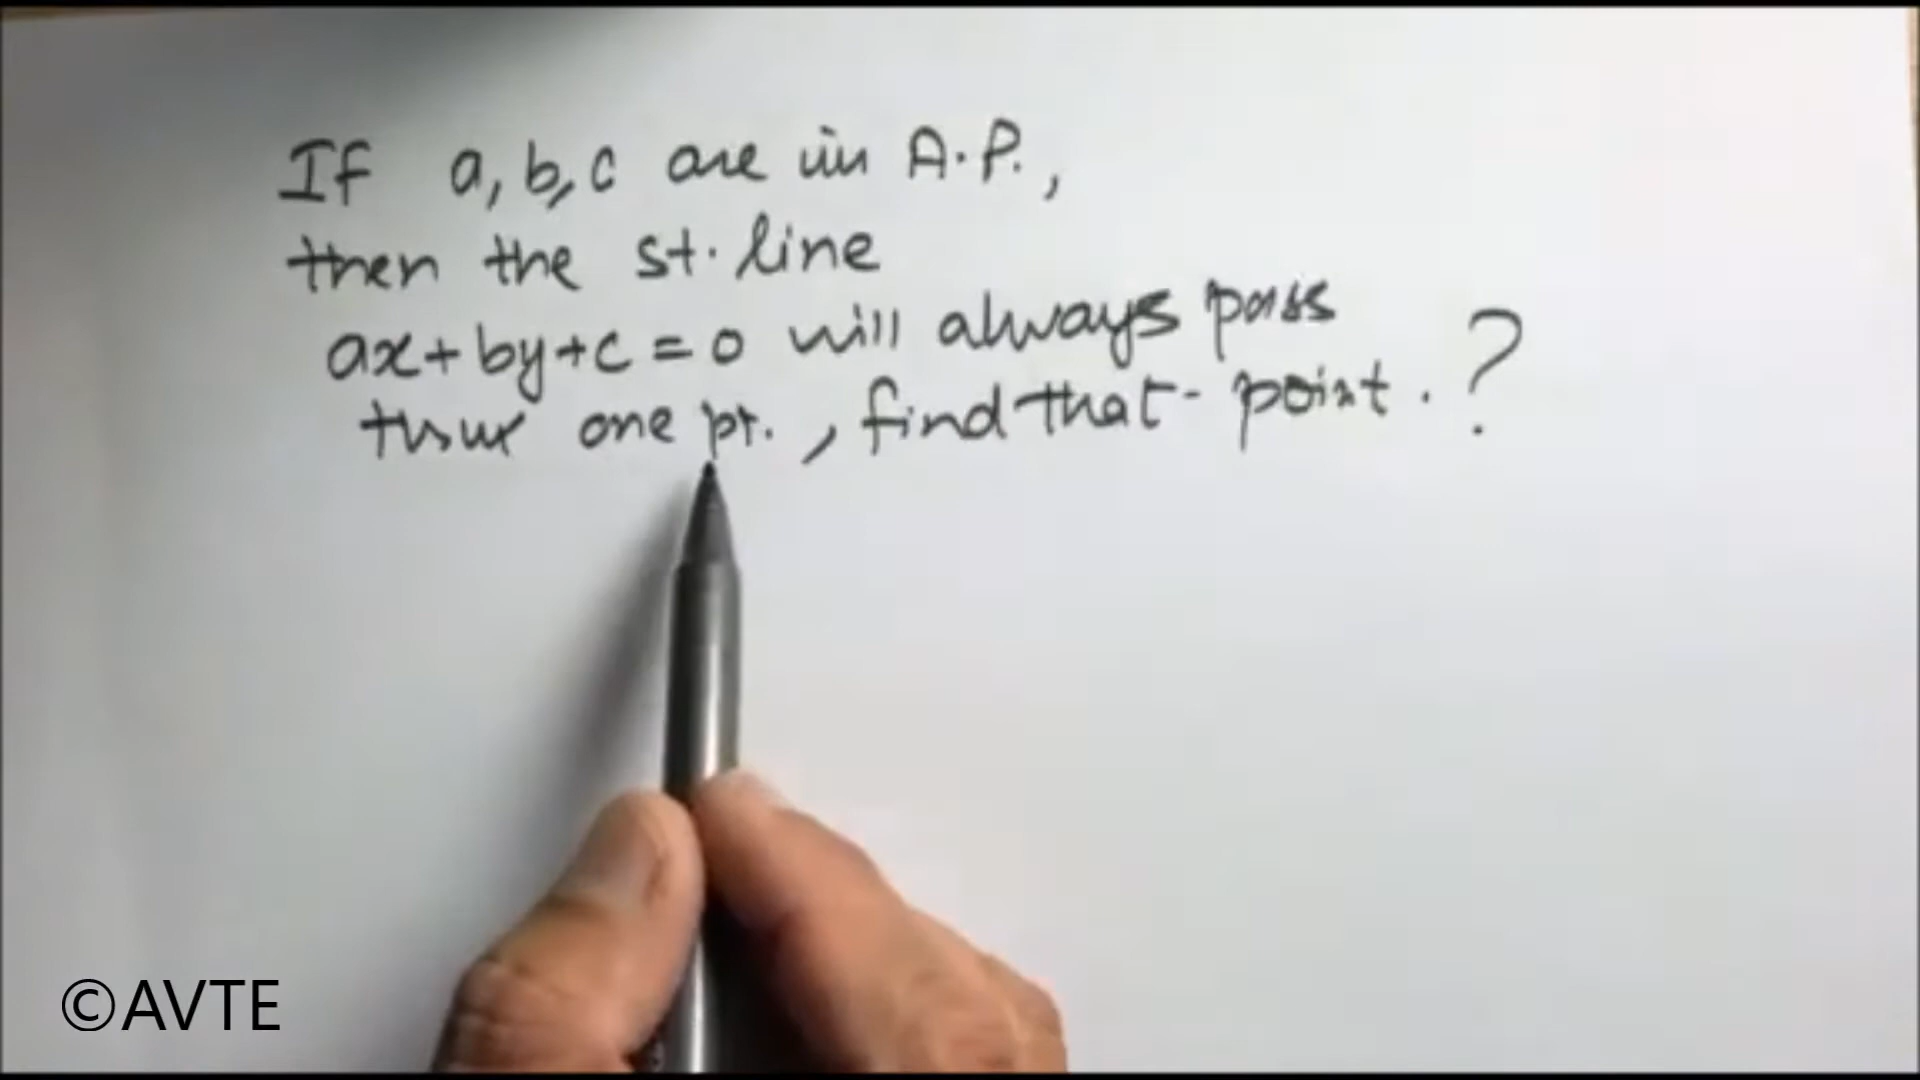 If a, b, c are in A.P.,
then the st. line
ax + by + c = 0 will always pass
thru one pt. , find that point. ?
©AVTE